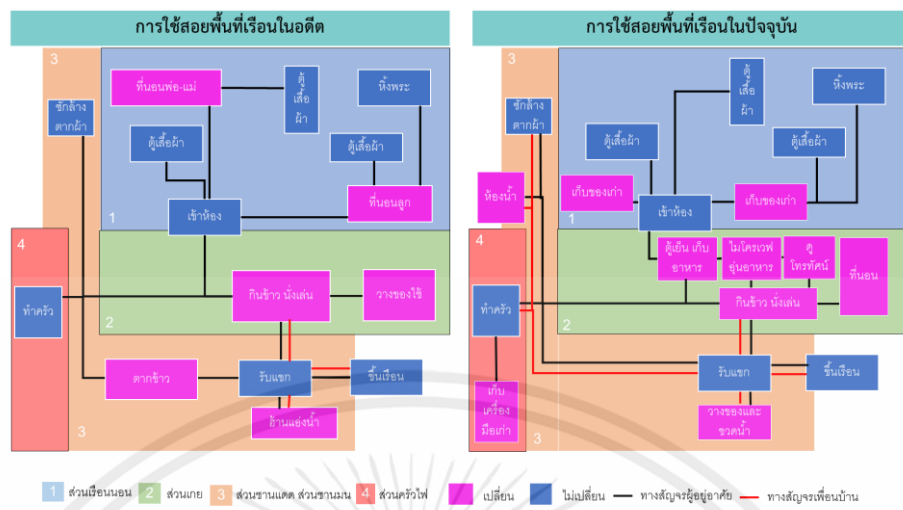 การใช้สอยพื้นที่เรือนในอดีต
3
ที่นอนพ่อ-แม่
ตู้
เสื้อ
ผ้า
หิ้งพระ
ซักล้าง
ตากผ้า
ตู้เสื้อผ้า
ตู้เสื้อผ้า
ที่นอนลูก
1
เข้าห้อง
4
ทำครัว
กินข้าว นั่งเล่น
วางของใช้
2
ตากข้าว
รับแขก
ขึ้นเรือน
ฮ้านแอ่งน้ำ
3
การใช้สอยพื้นที่เรือนในปัจจุบัน
3
ตู้
เสื้อ
ผ้า
หิ้งพระ
ซักล้าง
ตากผ้า
ตู้เสื้อผ้า
ตู้เสื้อผ้า
ห้องน้ำ
เก็บของเก่า
เก็บของเก่า
1
เข้าห้อง
4
ตู้เย็น เก็บ
อาหาร
ไมโครเวฟ
อุ่นอาหาร
ดู
โทรทัศน์
ที่นอน
ทำครัว
กินข้าว นั่งเล่น
2
รับแขก
ขึ้นเรือน
เก็บ
เครื่อง
มือเก่า
วางของและ
ขวดน้ำ
3
1 ส่วนเรือนนอน 2 ส่วนเกย 3 ส่วนชานแดด ส่วนชานมน 4 ส่วนครัวไฟ เปลี่ยน ไม่เปลี่ยน ทางสัญจรผู้อยู่อาศัย ทางสัญจรเพื่อนบ้าน